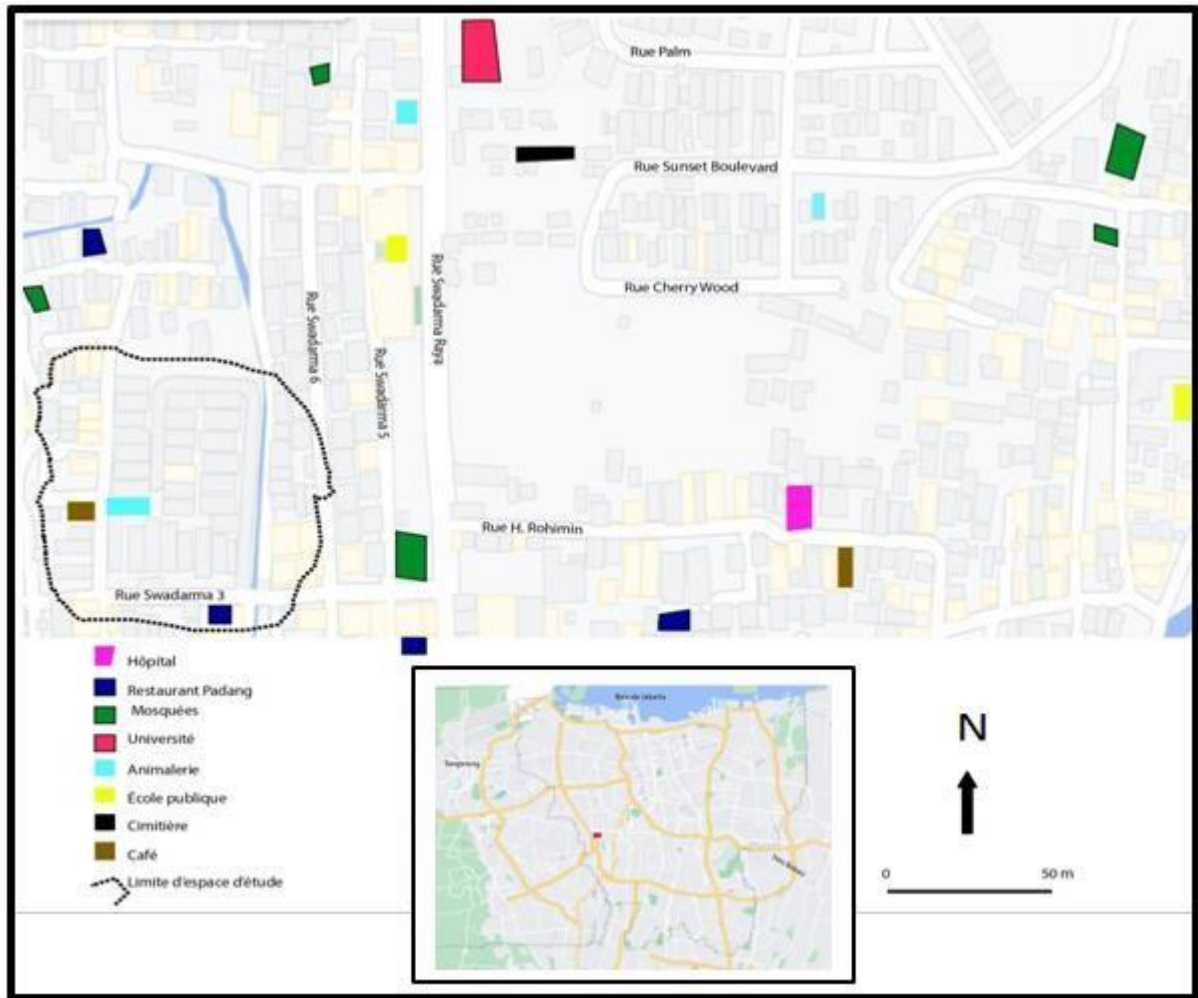 Rue Palm
Rue Sunset Boulevard
Rue Cherry Wood
Rue Swadarma Raya
Rue Swadarma 6
Rue Swadarma 5
Rue H. Rohimin
Rue Swadarma 3
Hôpital
Restaurant Padang
Mosquées
Université
Animalerie
École publique
Cimitière
Café
Limite d'espace d'étude
Tangerang
N
0 50 m